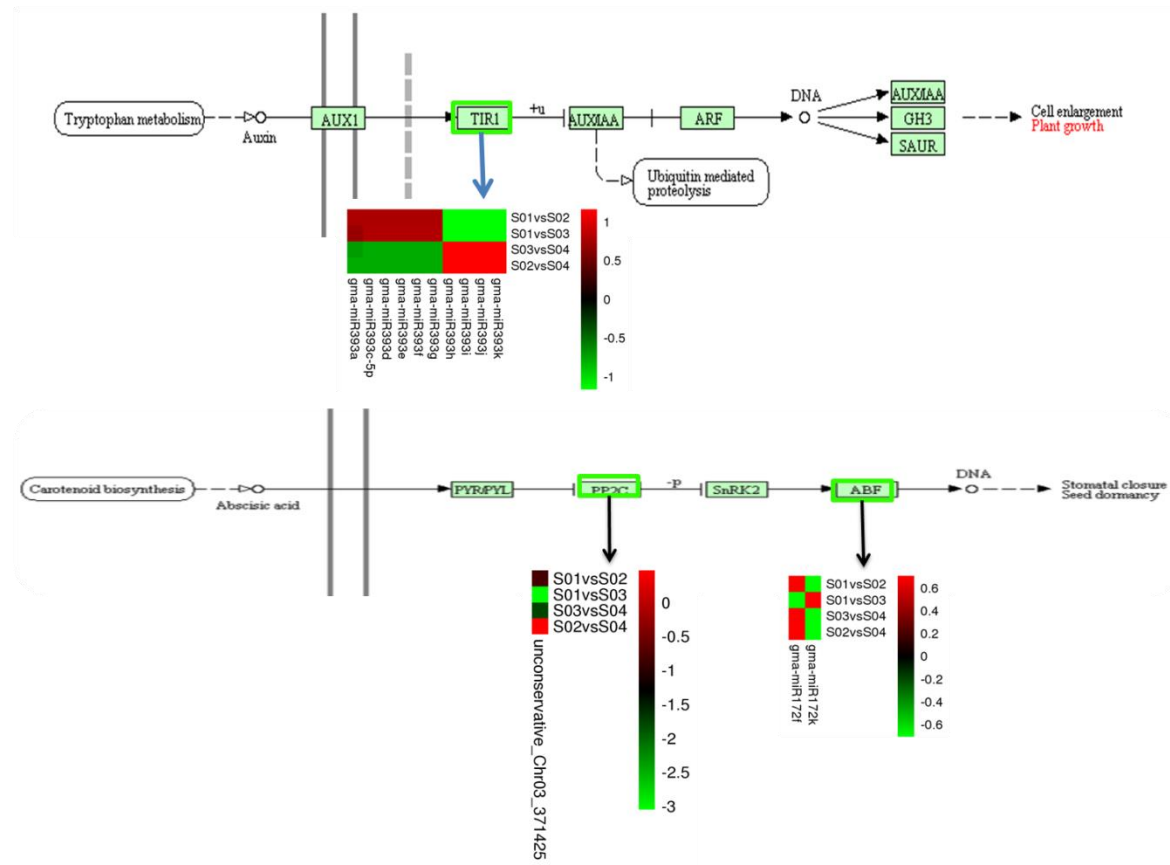 Tryptophan metabolism
Auxin
AUX1
TIR1
+u
AUX/IAA
ARF
DNA
AUX/IAA
GH3
SAUR
Cell enlargement
Plant growth
Ubiquitin mediated
proteolysis
S01vsS02
S01vsS03
S03vsS04
S02vsS04
gma-miR393a
gma-miR393c-5p
gma-miR393d
gma-miR393e
gma-miR393f
gma-miR393g
gma-miR393h
gma-miR393i
gma-miR393j
gma-miR393k
1
0.5
0
-0.5
-1
Carotenoid biosynthesis
Abscisic acid
PYR/PYL
PP2C
-p
SnRK2
ABF
DNA
Stomatal closure
Seed dormancy
S01vsS02
S01vsS03
S03vsS04
S02vsS04
unconservative_Chr03_371425
0
-0.5
-1
-1.5
-2
-2.5
-3
S01vsS02
S01vsS03
S03vsS04
S02vsS04
gma-miR172f
gma-miR172k
0.6
0.4
0.2
0
-0.2
-0.4
-0.6